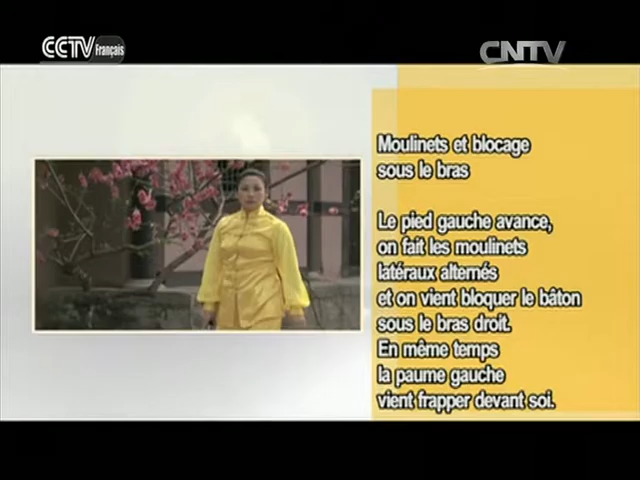 CCTV Français
CNTV
Moulinets et blocage
sous le bras
Le pied gauche avance,
on fait les moulinets
latéraux alternés
et on vient bloquer le bâton
sous le bras droit.
En même temps
la paume gauche
vient frapper devant soi.